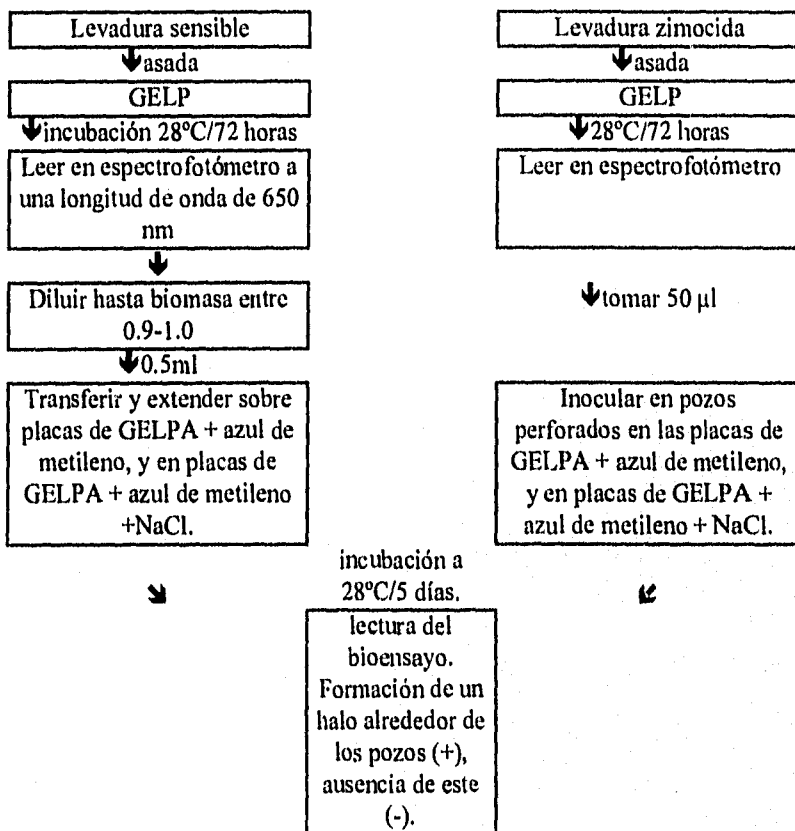 Levadura sensible
asada
GELP
incubación 28ºC/72 horas
Leer en espectrofotómetro a
una longitud de onda de 650
nm
Diluir hasta biomasa entre
0.9-1.0
0.5ml
Transferir y extender sobre
placas de GELPA + azul de
metileno, y en placas de
GELPA + azul de metileno
+NaCl.
Levadura zimocida
asada
GELP
28ºC/72 horas
Leer en espectrofotómetro
tomar 50 µl
Inocular en pozos
perforados en las placas de
GELPA + azul de metileno,
y en placas de GELPA +
azul de metileno + NaCl.
incubación a
28ºC/5 días.
lectura del
bioensayo.
Formación de un
halo alrededor de
los pozos (+),
ausencia de este
(-).